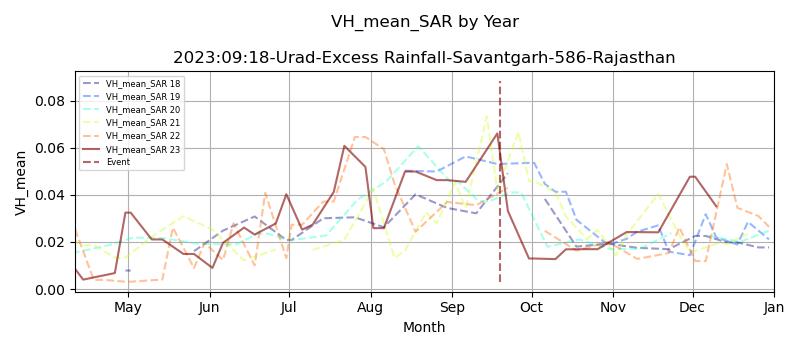 VH_mean_SAR by Year
2023:09:18-Urad-Excess Rainfall-Savantgarh-586-Rajasthan
VH_mean_SAR 18
VH_mean_SAR 19
VH_mean_SAR 20
VH_mean_SAR 21
VH_mean_SAR 22
VH_mean_SAR 23
Event
VH_mean
0.08
0.06
0.04
0.02
0.00
May Jun Jul Aug Sep Oct Nov Dec Jan
Month